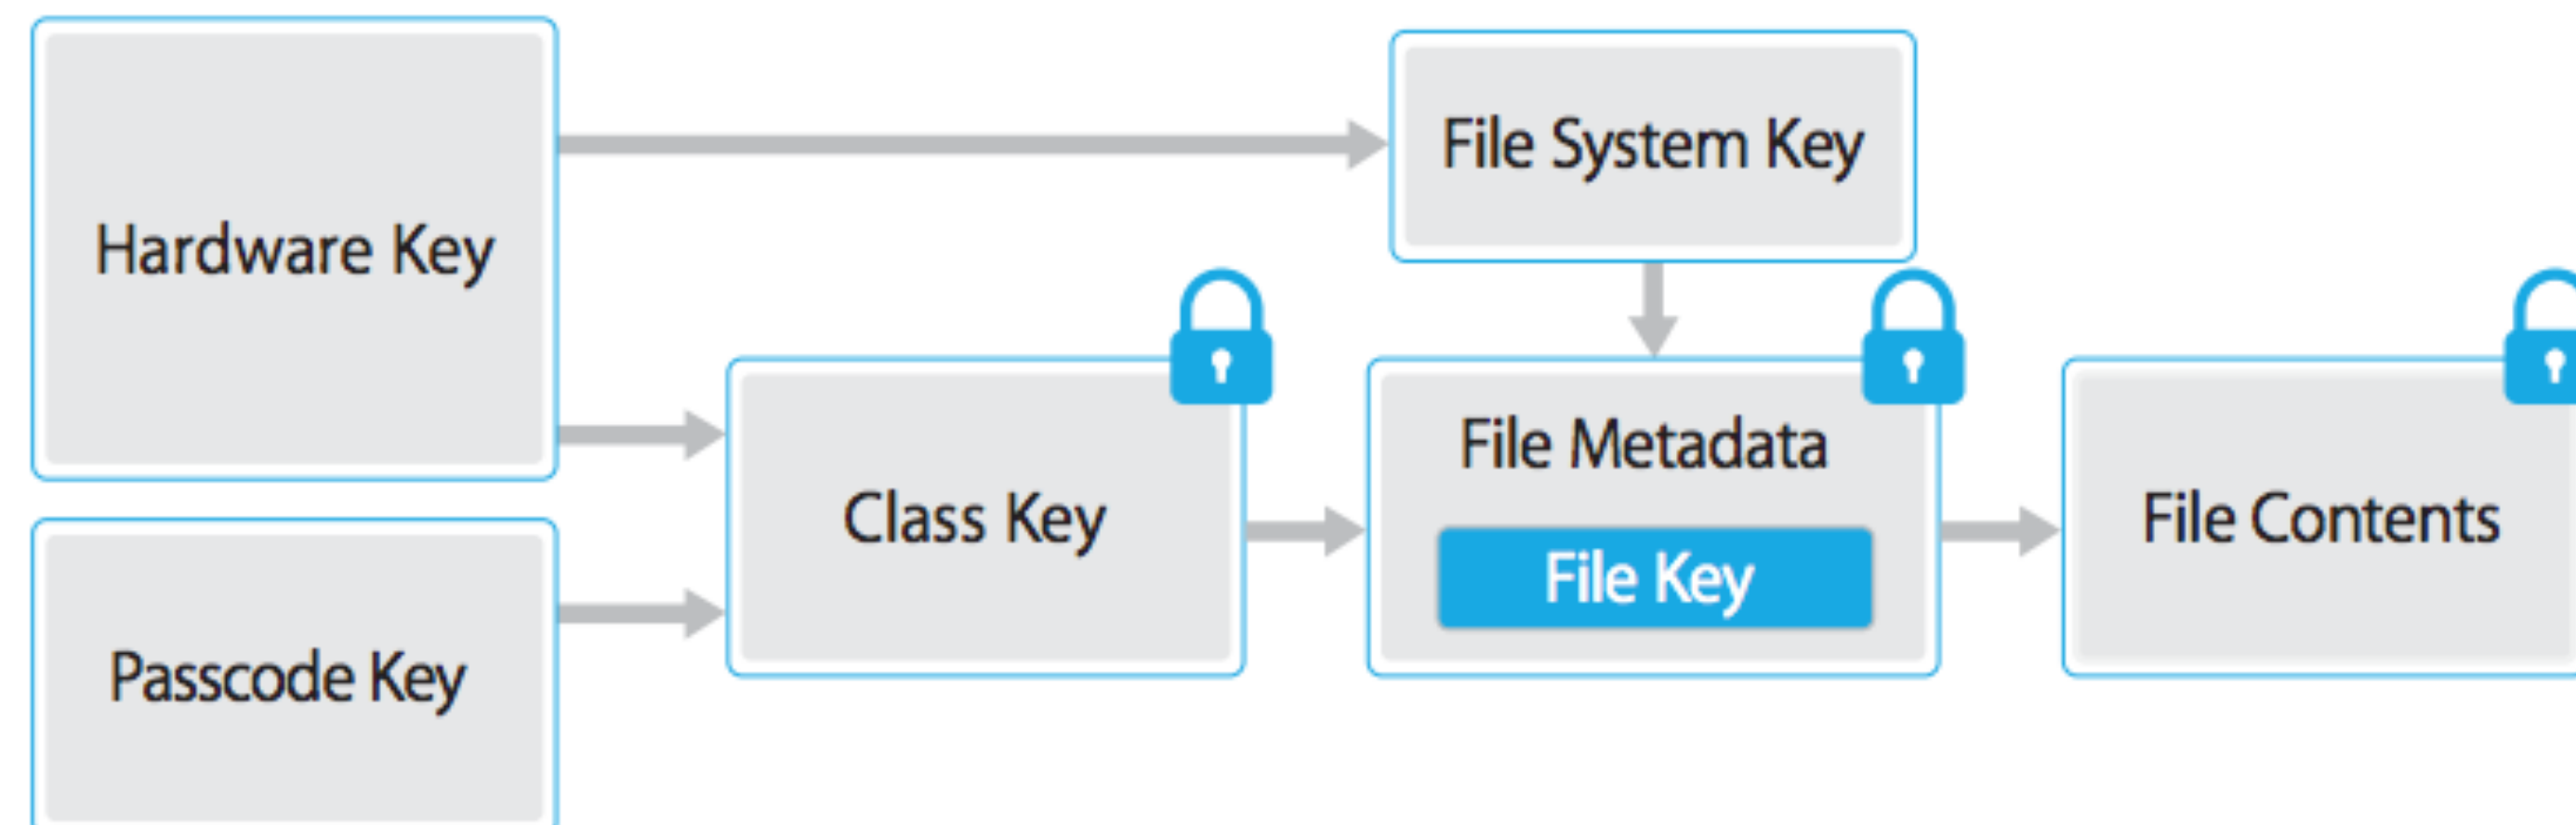 Hardware Key
File System Key
Class Key
File Metadata
File Key
File Contents
Passcode Key